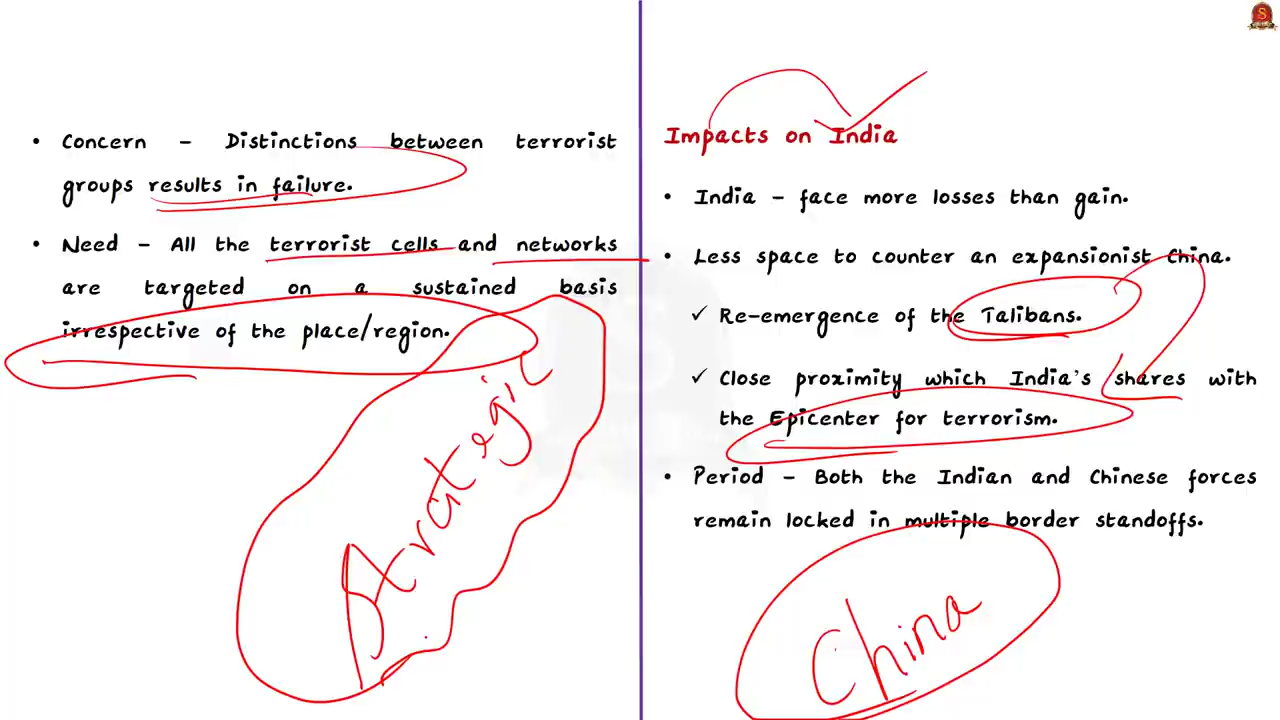 • Concern - Distinctions between terrorist
groups results in failure.
• Need - All the terrorist cells and networks
are targeted on a sustained basis
irrespective of the place/region.
Strategic
Impacts on India
• India - face more losses than gain.
• Less space to counter an expansionist China.
✓ Re-emergence of the Talibans.
✓ Close proximity which India's shares with
the Epicenter for terrorism.
• Period - Both the Indian and Chinese forces
remain locked in multiple border standoffs.
China